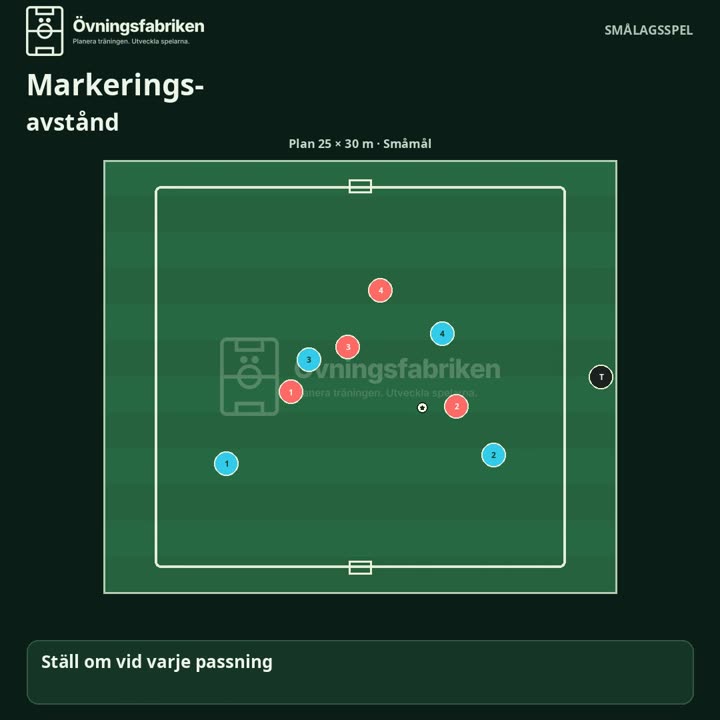 Övningsfabriken
Planera träningen. Utveckla spelarna.
SMÅLAGSSPEL
Markerings-
avstånd
Plan 25 × 30 m · Småmål
4
4
3
3
Övningsfabriken
Planera träningen. Utveckla spelarna.
T
1
2
2
1
Ställ om vid varje passning